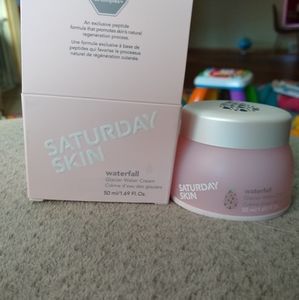 An exclusive peptide
formula that promotes skin's natural
regeneration process.
Une formule exclusive à base de
peptides qui favorise le processus
naturel de régénération cutanée.
SATURDAY
SKIN
waterfall
Glacier Water Cream
Crème d'eau des glaciers
50 ml/1.69 Fl.Oz.
SATURDAY
SKIN
waterfall